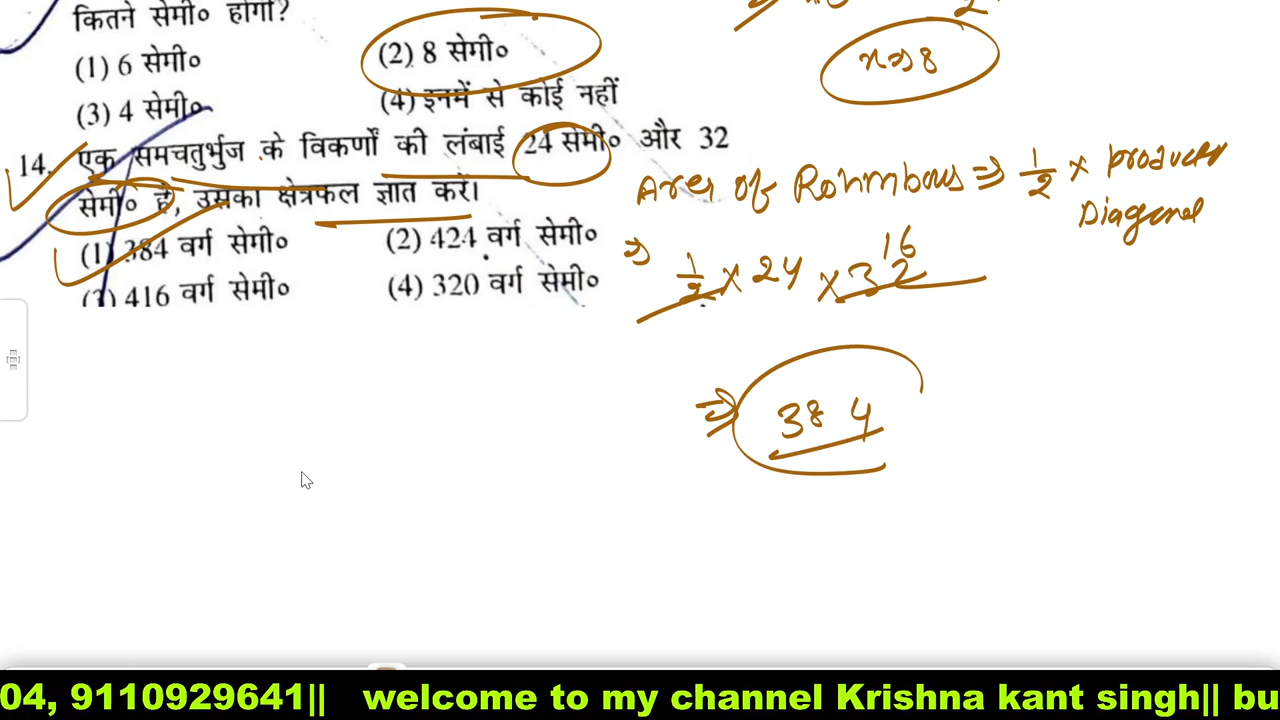 कितने सेमी० होगी?
(1) 6 सेमी०
(2) 8 सेमी०
(3) 4 सेमी०
(4) इनमें से कोई नहीं
14. एक समचतुर्भुज के विकर्णों की लंबाई 24 सेमी० और 32
सेमी० है, उसका क्षेत्रफल ज्ञात करें।
(1) 384 वर्ग सेमी०
(2) 424 वर्ग सेमी०
(3) 416 वर्ग सेमी०
(4) 320 वर्ग सेमी०
x ⇒ 8
Area of Rohmbous ⇒ 1/2 × product
Diagonal
⇒ 1/2 × 24 × 32 16
⇒ 384
04, 9110929641|| welcome to my channel Krishna kant singh|| bu